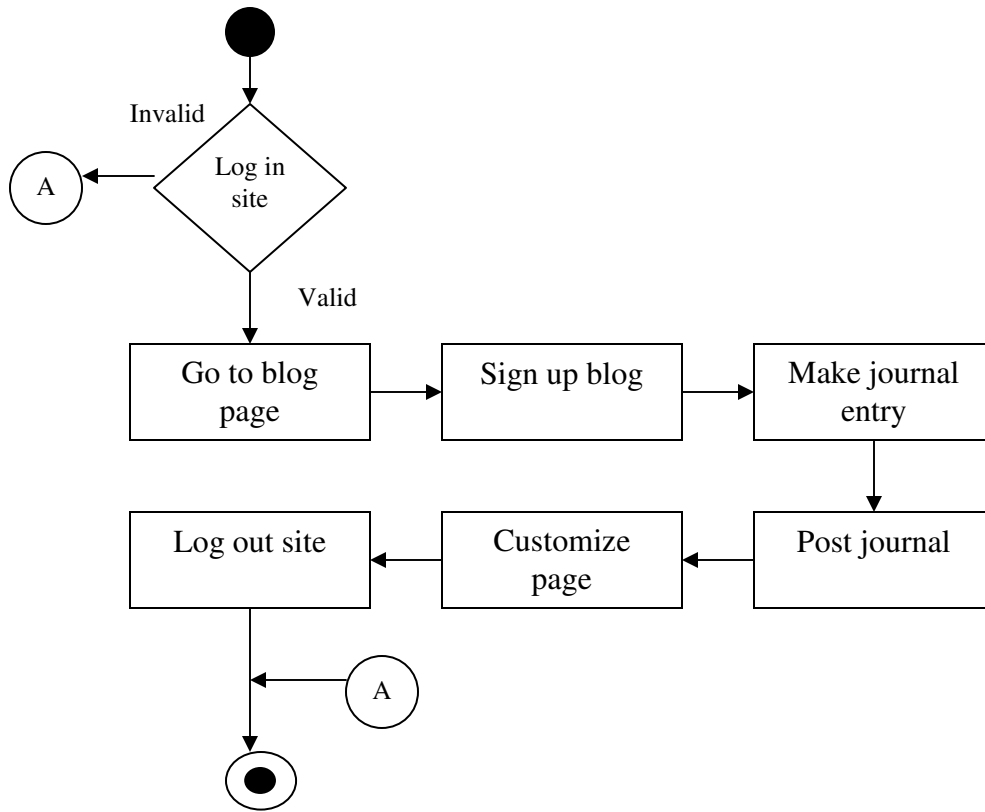 Invalid
Log in
site
A
Valid
Go to blog
page
Sign up blog
Make journal
entry
Log out site
Customize
page
Post journal
A